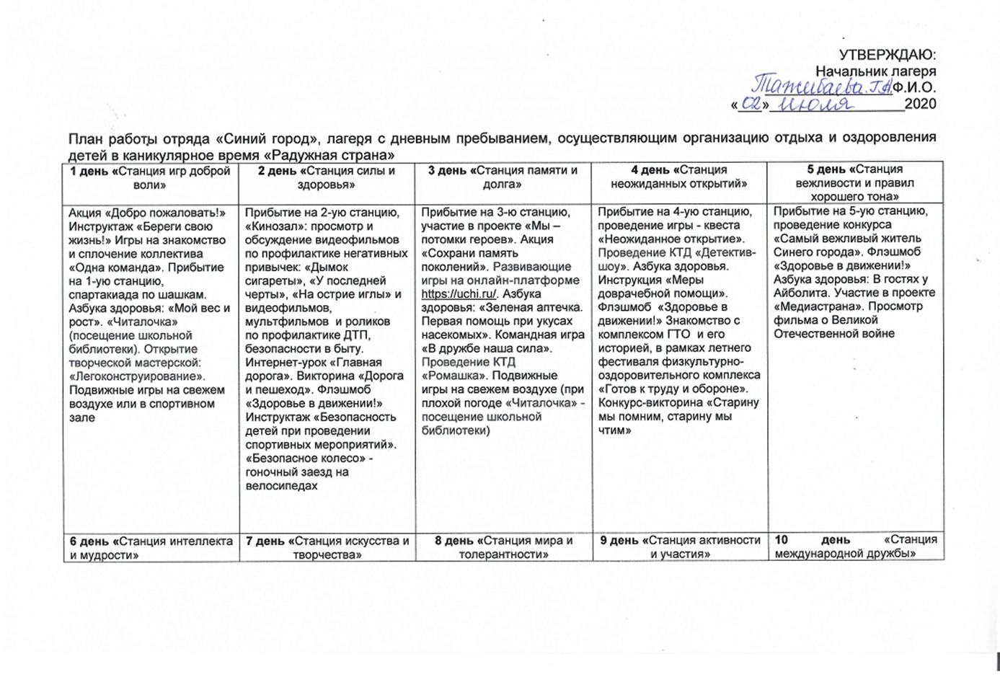 УТВЕРЖДАЮ:
Начальник лагеря
Тажибаева Г.А.Ф.И.О.
«02» июля 2020
План работы отряда «Синий город», лагеря с дневным пребыванием, осуществляющим организацию отдыха и оздоровления
детей в каникулярное время «Радужная страна»
1 день «Станция игр доброй
воли»
2 день «Станция силы и
здоровья»
3 день «Станция памяти и
долга»
4 день «Станция
неожиданных открытий»
5 день «Станция
вежливости и правил
хорошего тона»
Акция «Добро пожаловать!»
Инструктаж «Береги свою
жизнь!» Игры на знакомство
и сплочение коллектива
«Одна команда». Прибытие
на 1-ую станцию,
спартакиада по шашкам.
Азбука здоровья: «Мой вес и
рост». «Читалочка»
(посещение школьной
библиотеки). Открытие
творческой мастерской:
«Легоконструирование».
Подвижные игры на свежем
воздухе или в спортивном
зале
Прибытие на 2-ую станцию,
«Кинозал»: просмотр и
обсуждение видеофильмов
по профилактике негативных
привычек: «Дымок
сигареты», «У последней
черты», «На острие иглы» и
видеофильмов,
мультфильмов и роликов
по профилактике ДТП,
безопасности в быту.
Интернет-урок «Главная
дорога». Викторина «Дорога
и пешеход». Флэшмоб
«Здоровье в движении!»
Инструктаж «Безопасность
детей при проведении
спортивных мероприятий».
«Безопасное колесо» -
гоночный заезд на
велосипедах
Прибытие на 3-ю станцию,
участие в проекте «Мы –
потомки героев». Акция
«Сохрани память
поколений». Развивающие
игры на онлайн-платформе
https://uchi.ru/. Азбука
здоровья: «Зеленая аптечка.
Первая помощь при укусах
насекомых». Командная игра
«В дружбе наша сила».
Проведение КТД
«Ромашка». Подвижные
игры на свежем воздухе (при
плохой погоде «Читалочка» -
посещение школьной
библиотеки)
Прибытие на 4-ую станцию,
проведение игры - квеста
«Неожиданное открытие».
Проведение КТД «Детектив-
шоу». Азбука здоровья.
Инструкция «Меры
доврачебной помощи».
Флэшмоб «Здоровье в
движении!» Знакомство с
комплексом ГТО и его
историей, в рамках летнего
фестиваля физкультурно-
оздоровительного комплекса
«Готов к труду и обороне».
Конкурс-викторина «Старину
мы помним, старину мы
чтим»
Прибытие на 5-ую станцию,
проведение конкурса
«Самый вежливый житель
Синего города». Флэшмоб
«Здоровье в движении!»
Азбука здоровья: В гостях у
Айболита. Участие в проекте
«Медиастрана». Просмотр
фильма о Великой
Отечественной войне
6 день «Станция интеллекта
и мудрости»
7 день «Станция искусства и
творчества»
8 день «Станция мира и
толерантности»
9 день «Станция активности
и участия»
10 день «Станция
международной дружбы»